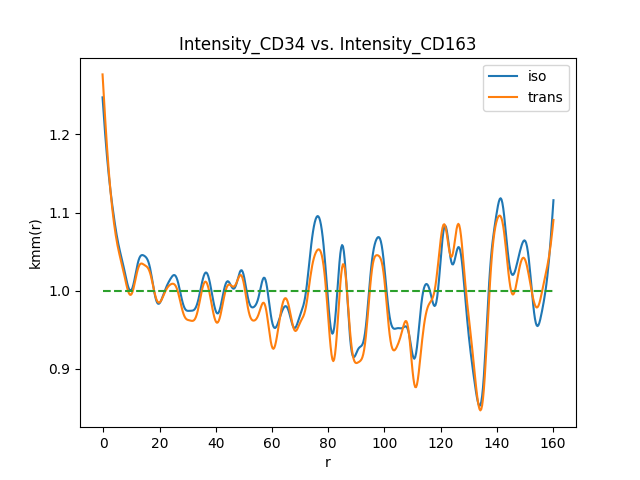 Intensity_CD34 vs. Intensity_CD163
iso
trans
1.2
1.1
1.0
0.9
kmm(r)
0 20 40 60 80 100 120 140 160
r